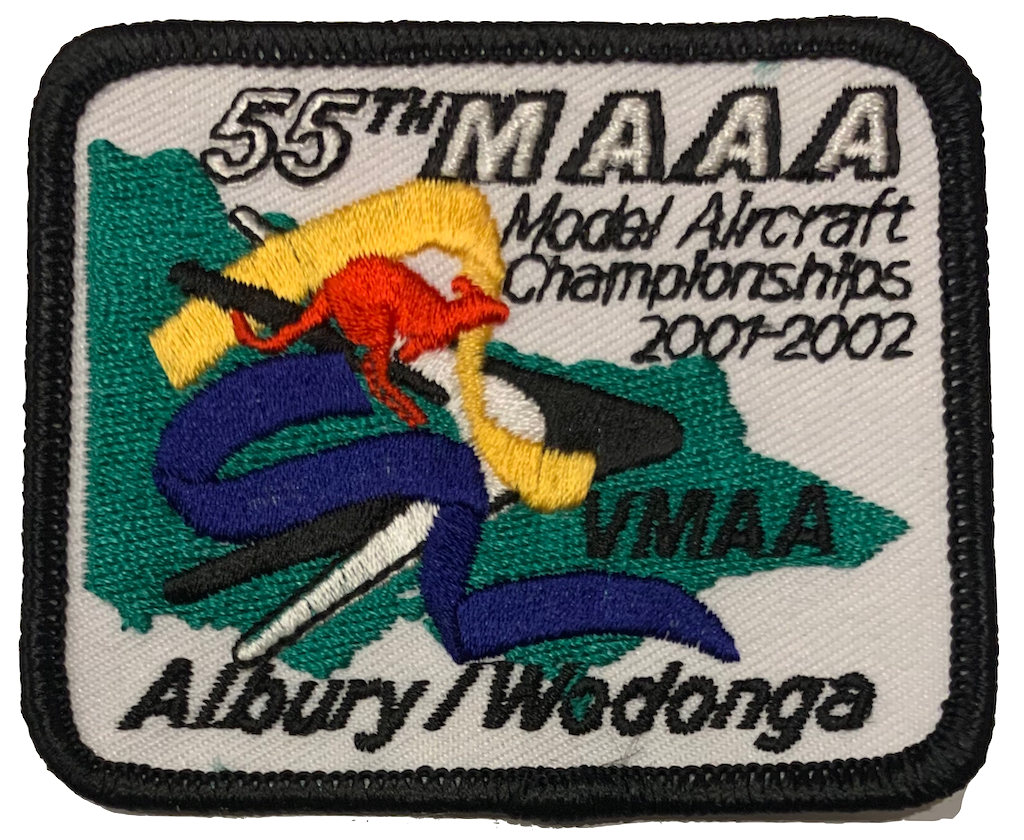 55TH MAAA
Model Aircraft
Championships
2001-2002
VMAA
Albury/Wodonga